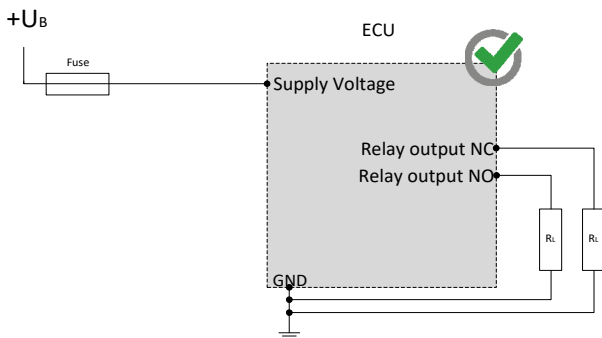 +UB
ECU
Fuse
Supply Voltage
Relay output NC
Relay output NO
RL
RL
GND